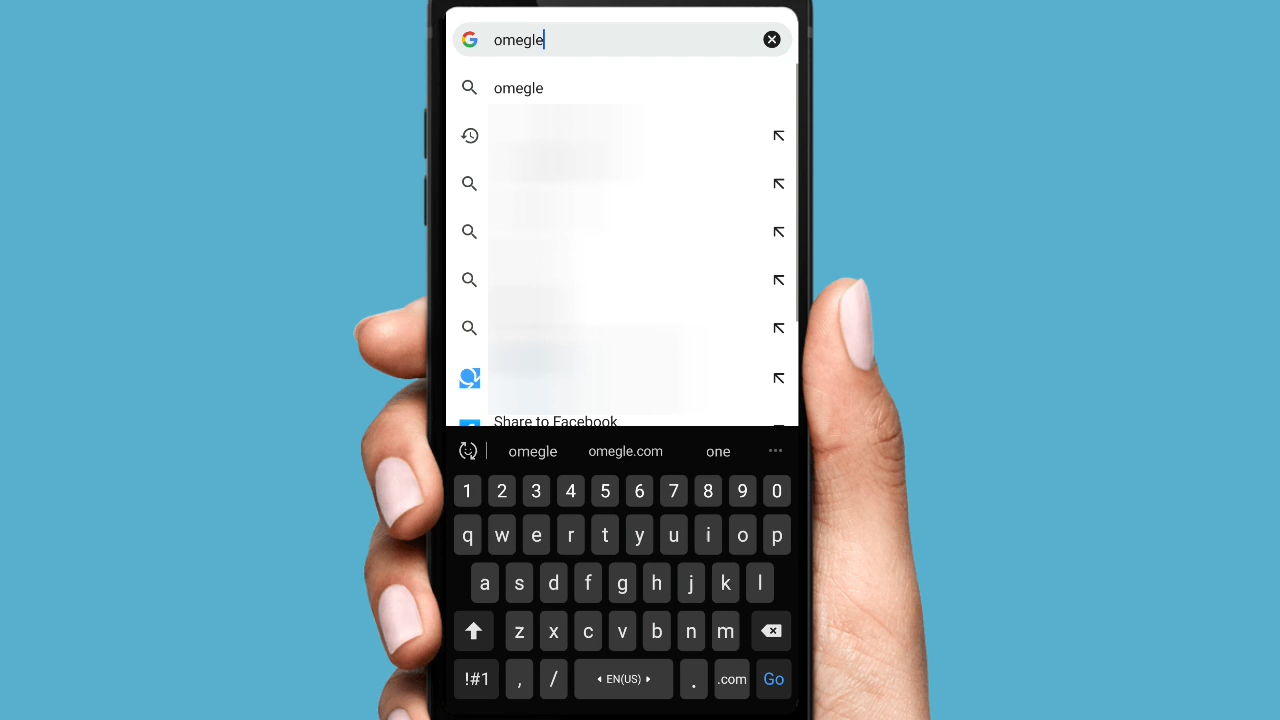 omegle
omegle
Share to Facebook
omegle omegle.com one
1 2 3 4 5 6 7 8 9 0
q w e r t y u i o p
a s d f g h j k l
z x c v b n m
!#1 , / EN(US) . .com Go